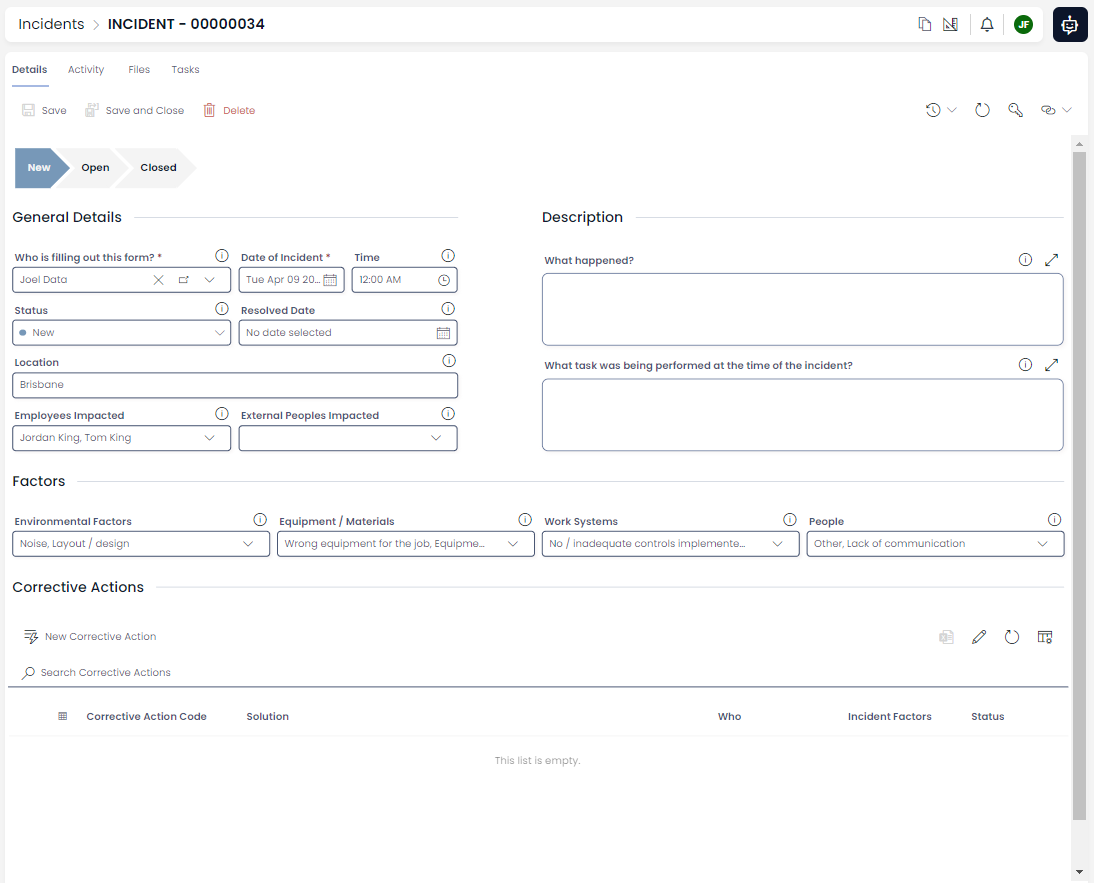 Incidents > INCIDENT - 00000034
JF
Details Activity Files Tasks
Save Save and Close Delete
New Open Closed
General Details
Description
Who is filling out this form? * Date of Incident * Time
What happened?
Joel Data Tue Apr 09 20... 12:00 AM
Status Resolved Date
New No date selected
Location
What task was being performed at the time of the incident?
Brisbane
Employees Impacted External Peoples Impacted
Jordan King, Tom King
Factors
Environmental Factors Equipment / Materials Work Systems People
Noise, Layout / design Wrong equipment for the job, Equipme... No / inadequate controls implemente... Other, Lack of communication
Corrective Actions
New Corrective Action
Search Corrective Actions
Corrective Action Code Solution Who Incident Factors Status
This list is empty.